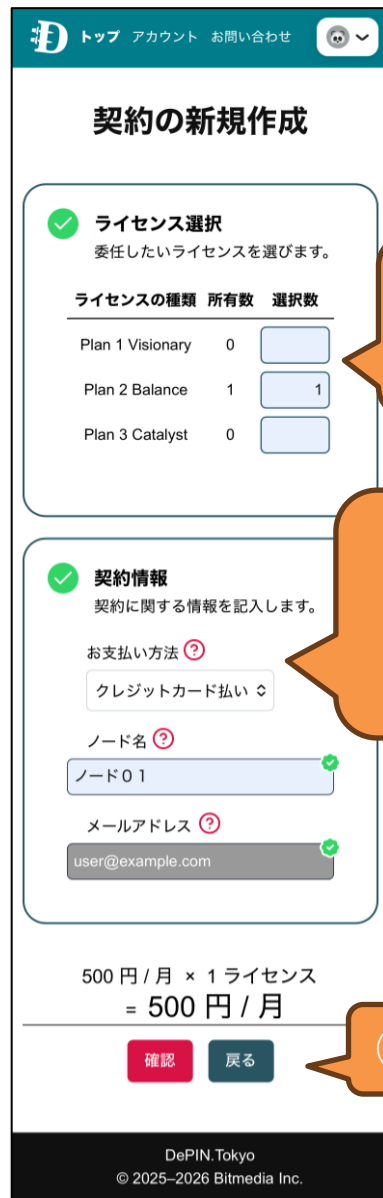 トップ アカウント お問い合わせ
契約の新規作成
ライセンス選択
委任したいライセンスを選びます。
ライセンスの種類 所有数 選択数
Plan 1 Visionary 0
Plan 2 Balance 1 1
Plan 3 Catalyst 0
契約情報
契約に関する情報を記入します。
お支払い方法 ?
クレジットカード払い
ノード名 ?
ノード01
メールアドレス ?
user@example.com
500 円 / 月 × 1 ライセンス
= 500 円 / 月
確認 戻る
DePIN.Tokyo
© 2025–2026 Bitmedia Inc.